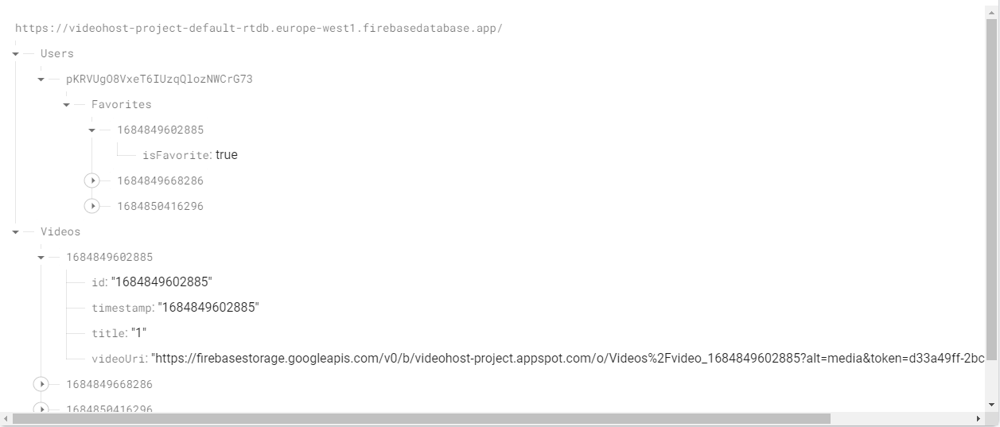 https://videohost-project-default-rtdb.europe-west1.firebasedatabase.app/
Users
pKRVUgO8VxeT6IUzqQlozNWCrG73
Favorites
1684849602885
isFavorite: true
1684849668286
1684850416296
Videos
1684849602885
id: "1684849602885"
timestamp: "1684849602885"
title: "1"
videoUri: "https://firebasestorage.googleapis.com/v0/b/videohost-project.appspot.com/o/Videos%2Fvideo_1684849602885?alt=media&token=d33a49ff-2bc
1684849668286
1684850416296